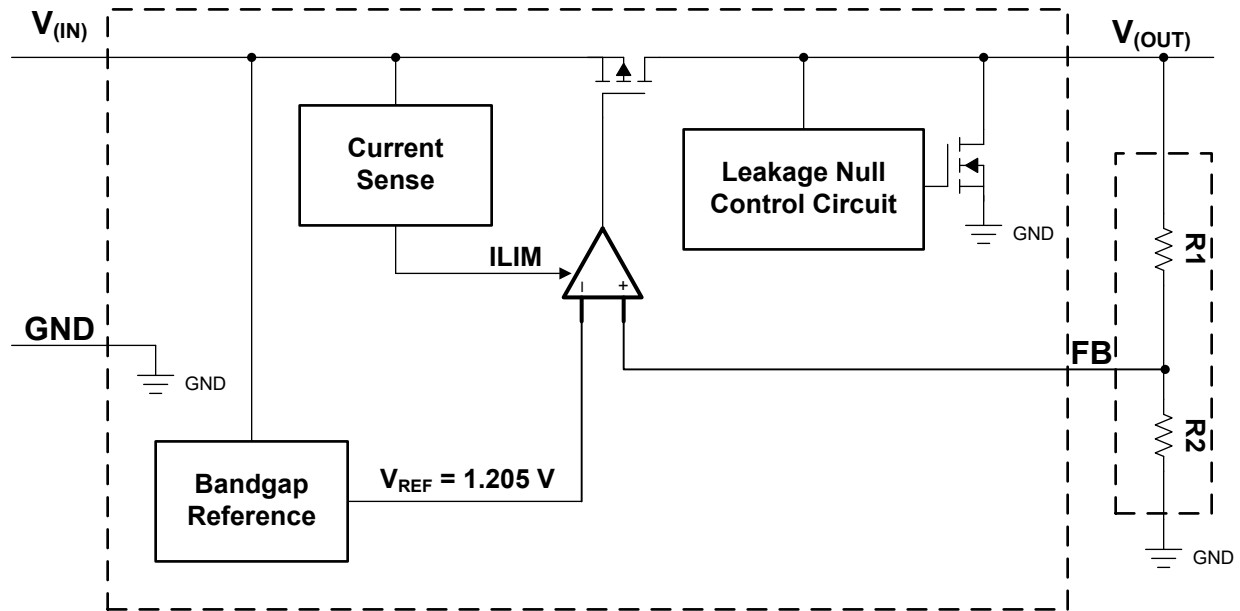 V(IN)
V(OUT)
Current
Sense
Leakage Null
Control Circuit
GND
R1
ILIM
– +
GND
FB
GND
R2
Bandgap
Reference
VREF = 1.205 V
GND